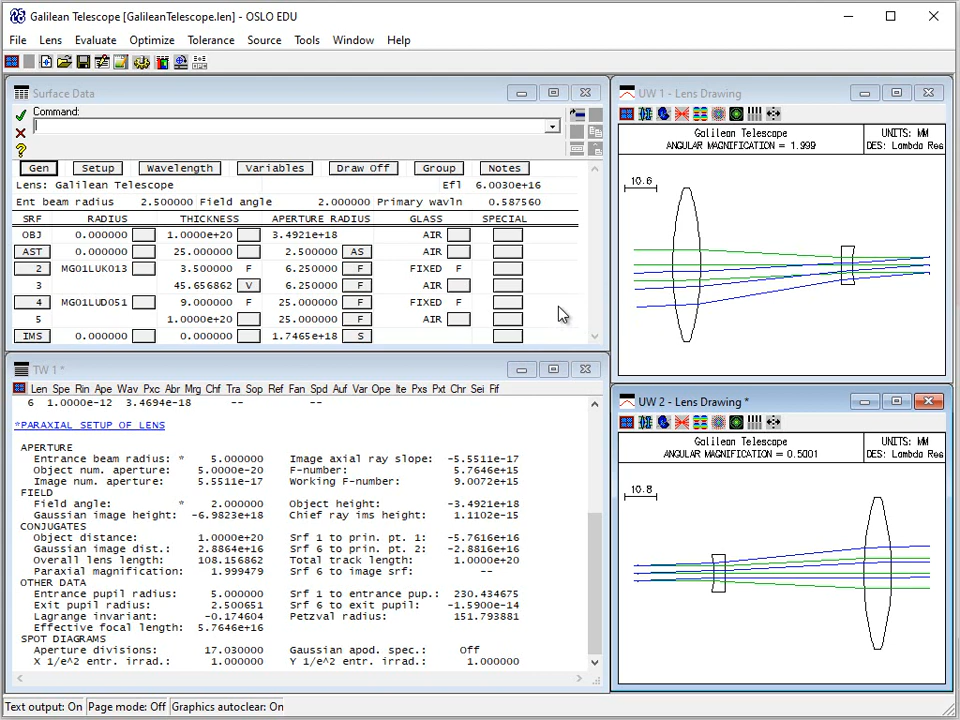 Galilean Telescope [GalileanTelescope.len] - OSLO EDU
File Lens Evaluate Optimize Tolerance Source Tools Window Help
Surface Data
Command:
Gen Setup Wavelength Variables Draw Off Group Notes
Lens: Galilean Telescope Efl 6.0030e+16
Ent beam radius 2.500000 Field angle 2.000000 Primary wavln 0.587560
SRF RADIUS THICKNESS APERTURE RADIUS GLASS SPECIAL
OBJ 0.000000 1.0000e+20 3.4921e+18 AIR
AST 0.000000 25.000000 2.500000 AS AIR
2 MG01LUK013 3.500000 F 6.250000 F FIXED F
3 45.656862 V 6.250000 F AIR
4 MG01LUD051 9.000000 F 25.000000 F FIXED F
5 1.0000e+20 25.000000 F AIR
IMS 0.000000 0.000000 1.7465e+18 S
TW 1 *
Len Spe Rin Ape Wav Pxc Abr Mrg Chf Tra Sop Ref Fan Spd Auf Var Ope Ite Pxs Pxt Chr Sei Fif
6 1.0000e-12 3.4694e-18 -- --
*PARAXIAL SETUP OF LENS
APERTURE
Entrance beam radius: * 5.000000 Image axial ray slope: -5.5511e-17
Object num. aperture: 5.0000e-20 F-number: 5.7646e+15
Image num. aperture: 5.5511e-17 Working F-number: 9.0072e+15
FIELD
Field angle: * 2.000000 Object height: -3.4921e+18
Gaussian image height: -6.9823e+18 Chief ray ims height: 1.1102e-15
CONJUGATES
Object distance: 1.0000e+20 Srf 1 to prin. pt. 1: -5.7616e+16
Gaussian image dist.: 2.8864e+16 Srf 6 to prin. pt. 2: -2.8816e+16
Overall lens length: 108.156862 Total track length: 1.0000e+20
Paraxial magnification: 1.999479 Srf 6 to image srf: --
OTHER DATA
Entrance pupil radius: 5.000000 Srf 1 to entrance pup.: 230.434675
Exit pupil radius: 2.500651 Srf 6 to exit pupil: -1.5900e-14
Lagrange invariant: -0.174604 Petzval radius: 151.793881
Effective focal length: 5.7646e+16
SPOT DIAGRAMS
Aperture divisions: 17.030000 Gaussian apod. spec.: Off
X 1/e^2 entr. irrad.: 1.000000 Y 1/e^2 entr. irrad.: 1.000000
UW 1 - Lens Drawing
Galilean Telescope
ANGULAR MAGNIFICATION = 1.999
UNITS: MM
DES: Lambda Res
10.6
UW 2 - Lens Drawing *
Galilean Telescope
ANGULAR MAGNIFICATION = 0.5001
UNITS: MM
DES: Lambda Res
10.8
Text output: On Page mode: Off Graphics autoclear: On